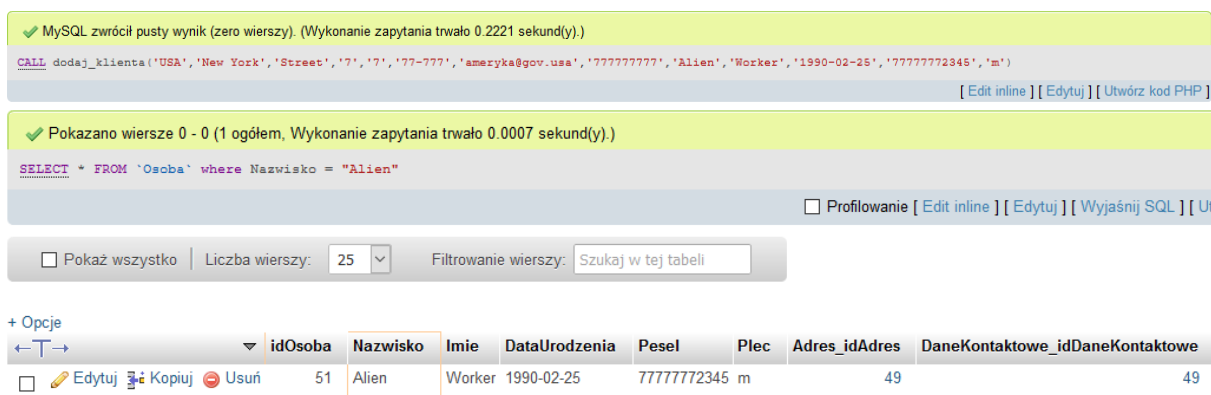 MySQL zwrócił pusty wynik (zero wierszy). (Wykonanie zapytania trwało 0.2221 sekund(y).)
CALL dodaj_klienta('USA','New York','Street','7','7','77-777','ameryka@gov.usa','777777777','Alien','Worker','1990-02-25','77777772345','m')
[ Edit inline ] [ Edytuj ] [ Utwórz kod PHP ]
Pokazano wiersze 0 - 0 (1 ogółem, Wykonanie zapytania trwało 0.0007 sekund(y).)
SELECT * FROM `Osoba` where Nazwisko = "Alien"
Profilowanie [ Edit inline ] [ Edytuj ] [ Wyjaśnij SQL ] [
Pokaż wszystko Liczba wierszy: 25 Filtrowanie wierszy: Szukaj w tej tabeli
+ Opcje
idOsoba Nazwisko Imie DataUrodzenia Pesel Plec Adres_idAdres DaneKontaktowe_idDaneKontaktowe
Edytuj Kopiuj Usuń 51 Alien Worker 1990-02-25 77777772345 m 49 49